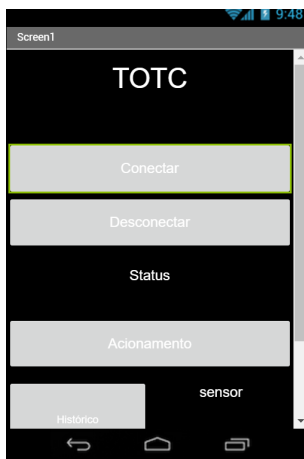 9:48
Screen1
TOTC
Conectar
Desconectar
Status
Acionamento
sensor
Histórico